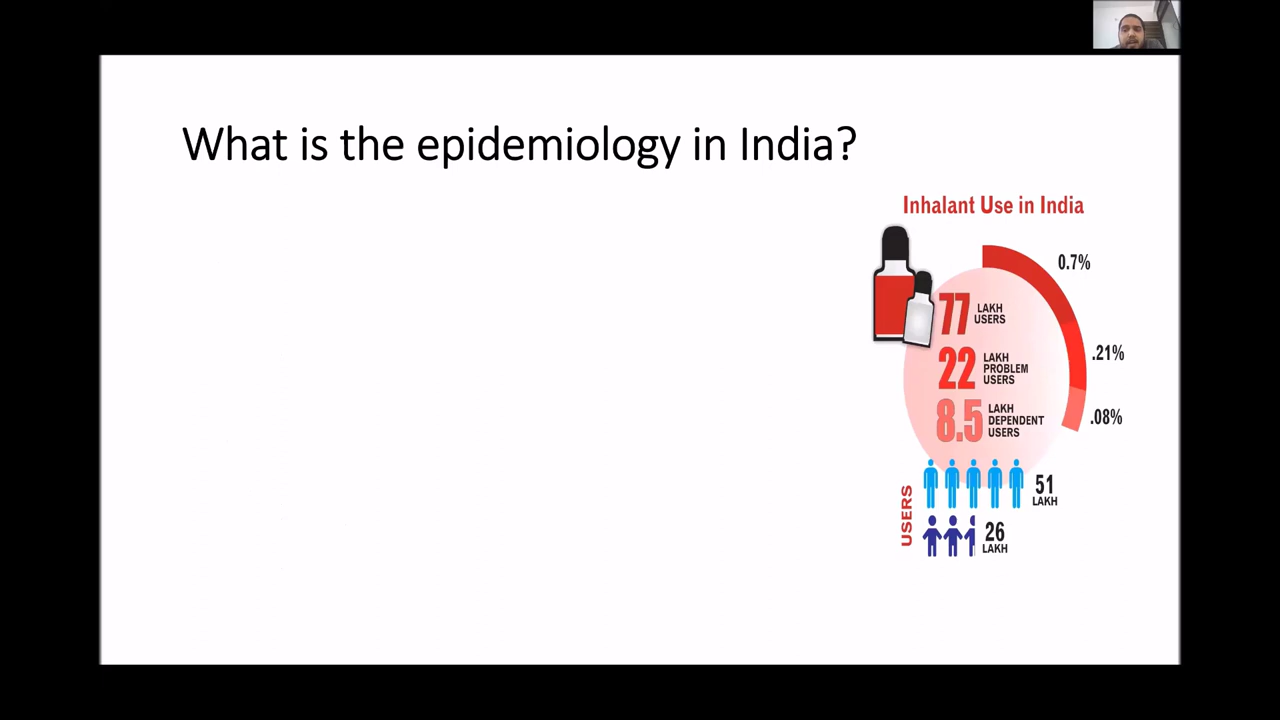 What is the epidemiology in India?
Inhalant Use in India
0.7%
77 LAKH
USERS
.21%
22 LAKH
PROBLEM
USERS
.08%
8.5 LAKH
DEPENDENT
USERS
USERS
51
LAKH
26
LAKH